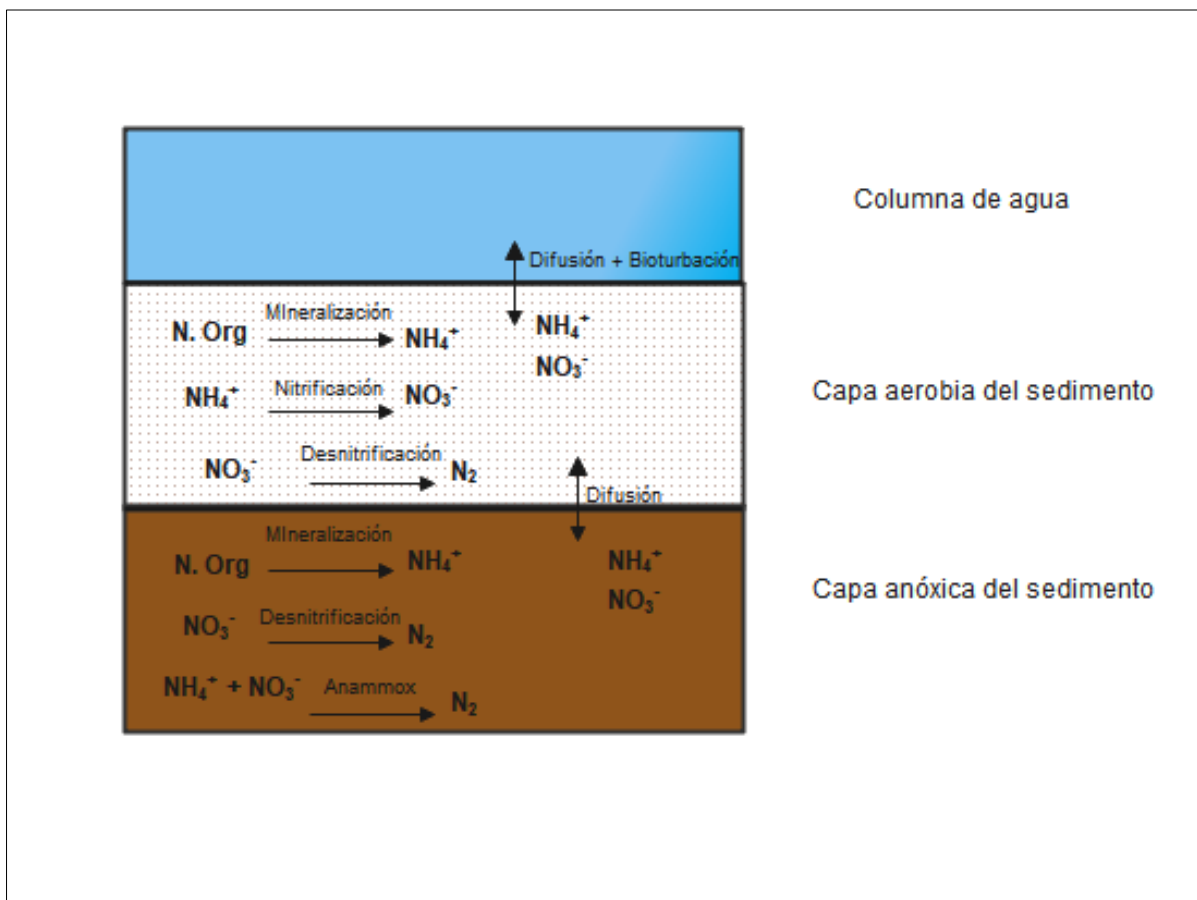 Columna de agua
Difusión + Bioturbación
MIneralización
N. Org NH₄⁺
NH₄⁺
NO₃⁻
Nitrificación
NH₄⁺ NO₃⁻
Capa aerobia del sedimento
Desnitrificación
NO₃⁻ N₂
Difusión
MIneralización
N. Org NH₄⁺
NH₄⁺
NO₃⁻
Capa anóxica del sedimento
Desnitrificación
NO₃⁻ N₂
NH₄⁺ + NO₃⁻ Anammox N₂